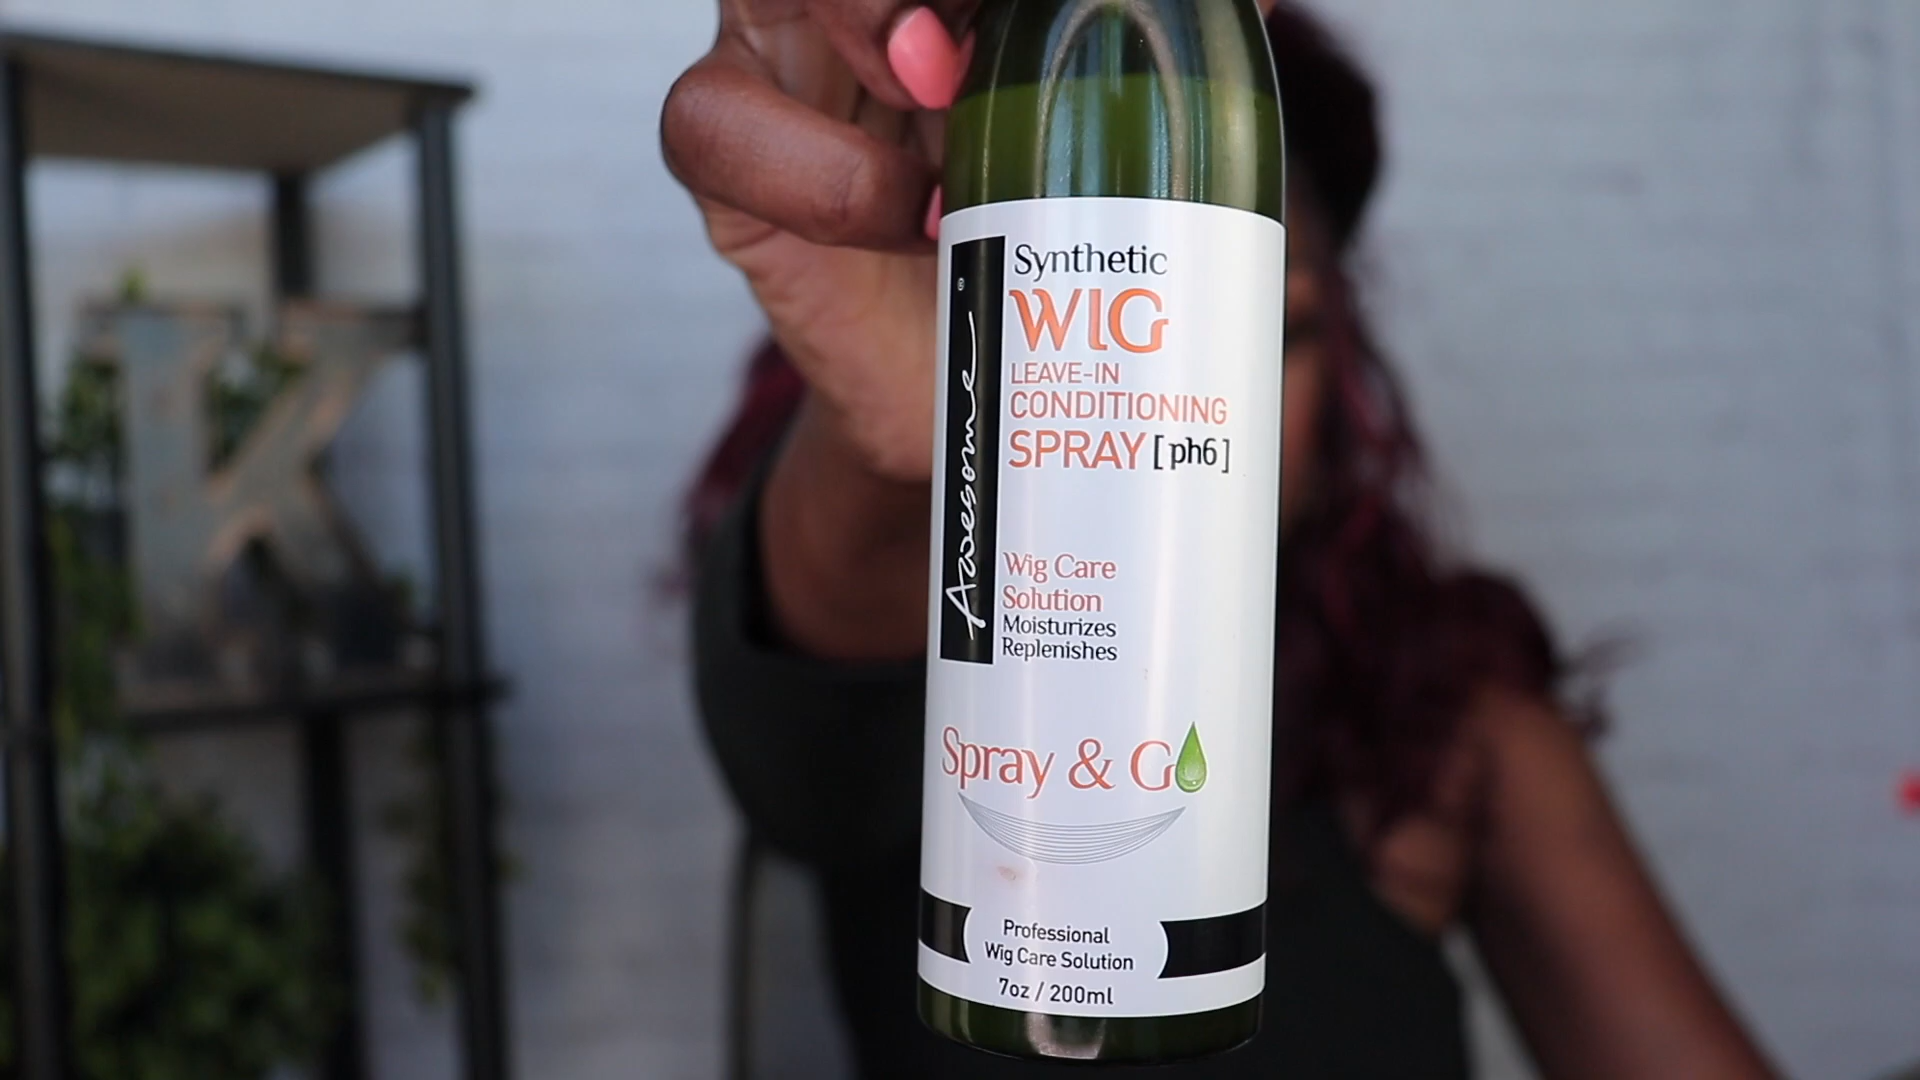 Awesome®
Synthetic
WIG
LEAVE-IN
CONDITIONING
SPRAY [ph6]
Wig Care
Solution
Moisturizes
Replenishes
Spray & GO
Professional
Wig Care Solution
7oz / 200ml
K